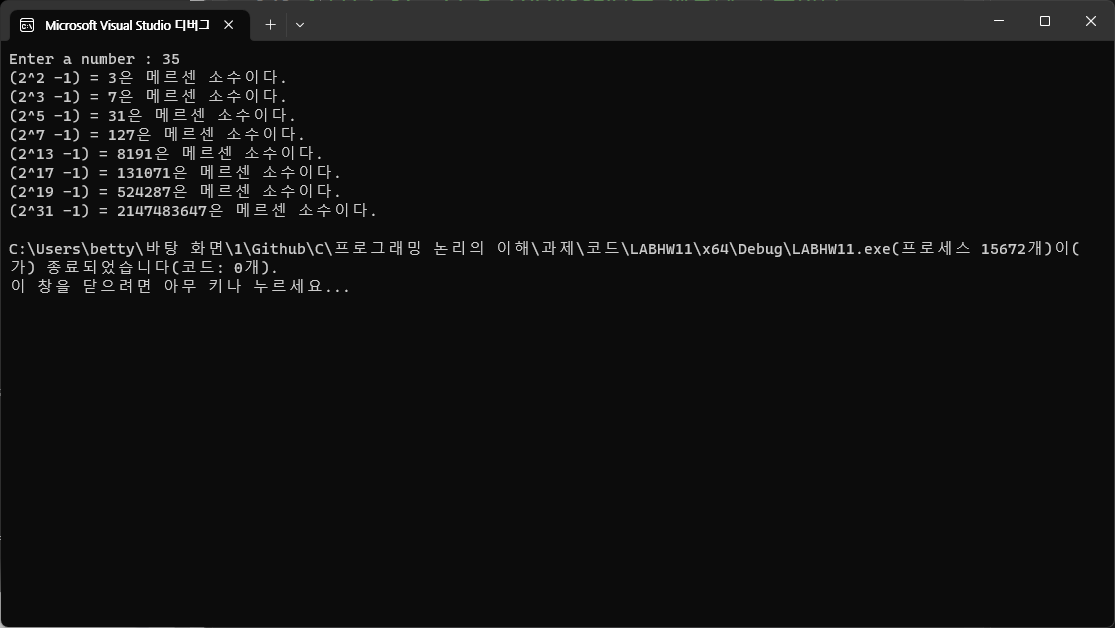 Microsoft Visual Studio 디버그
Enter a number : 35
(2^2 -1) = 3은 메르센 소수이다.
(2^3 -1) = 7은 메르센 소수이다.
(2^5 -1) = 31은 메르센 소수이다.
(2^7 -1) = 127은 메르센 소수이다.
(2^13 -1) = 8191은 메르센 소수이다.
(2^17 -1) = 131071은 메르센 소수이다.
(2^19 -1) = 524287은 메르센 소수이다.
(2^31 -1) = 2147483647은 메르센 소수이다.
C:\Users\betty\바탕 화면\1\Github\C\프로그래밍 논리의 이해\과제\코드\LABHW11\x64\Debug\LABHW11.exe(프로세스 15672개)이(
가) 종료되었습니다(코드: 0개).
이 창을 닫으려면 아무 키나 누르세요...